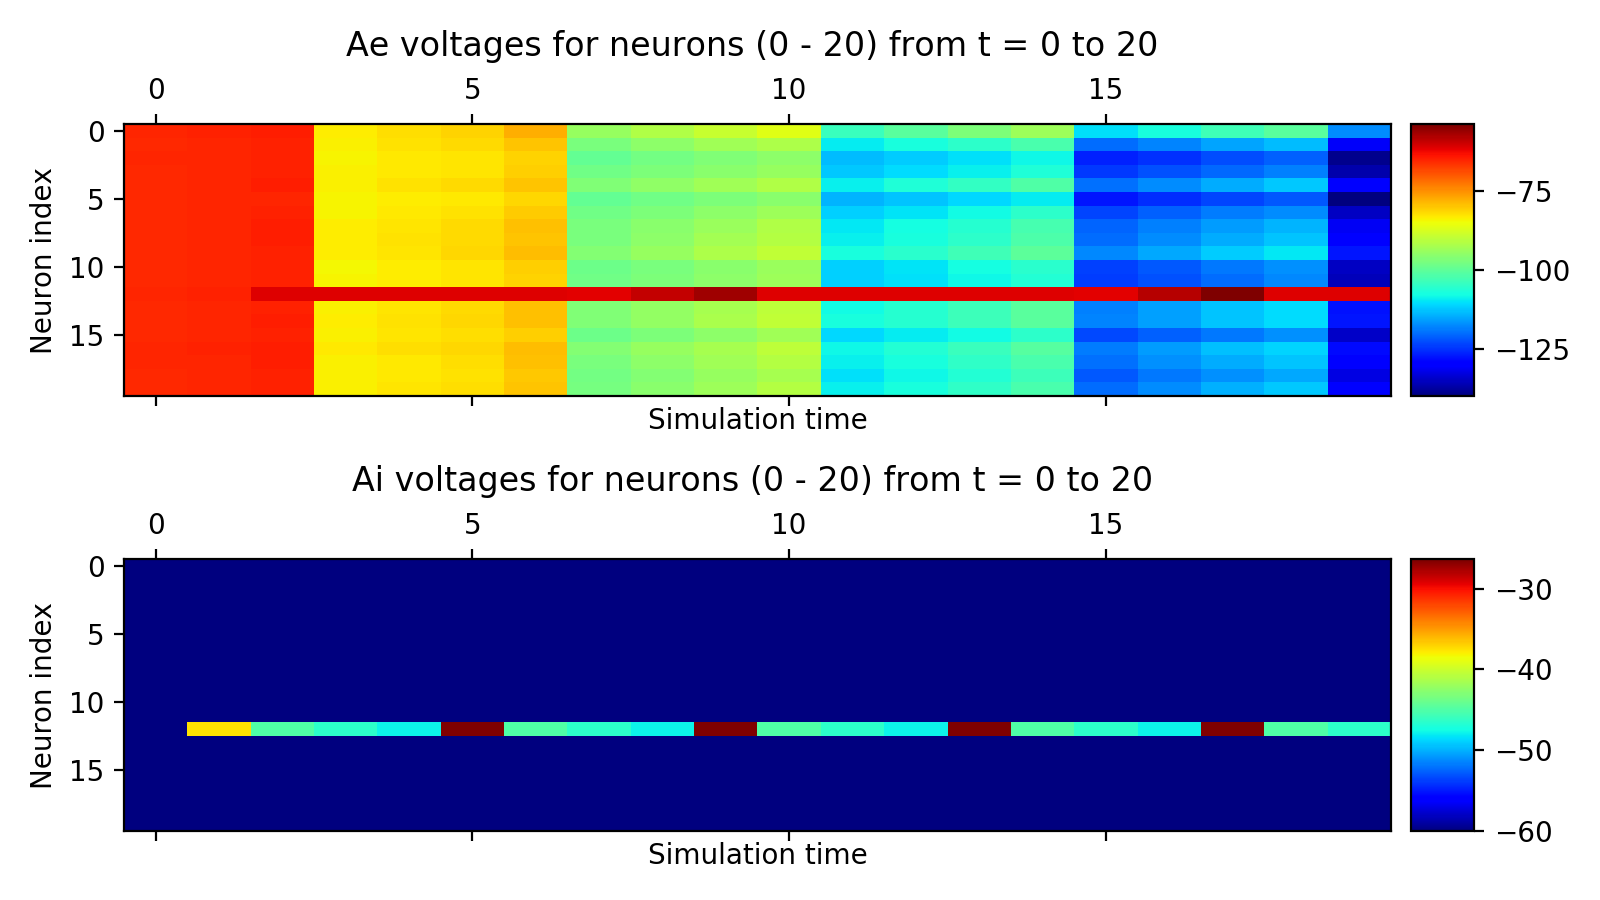 Ae voltages for neurons (0 - 20) from t = 0 to 20
0 5 10 15
Neuron index
0
5
10
15
Simulation time
−75
−100
−125
Ai voltages for neurons (0 - 20) from t = 0 to 20
0 5 10 15
Neuron index
0
5
10
15
Simulation time
−30
−40
−50
−60